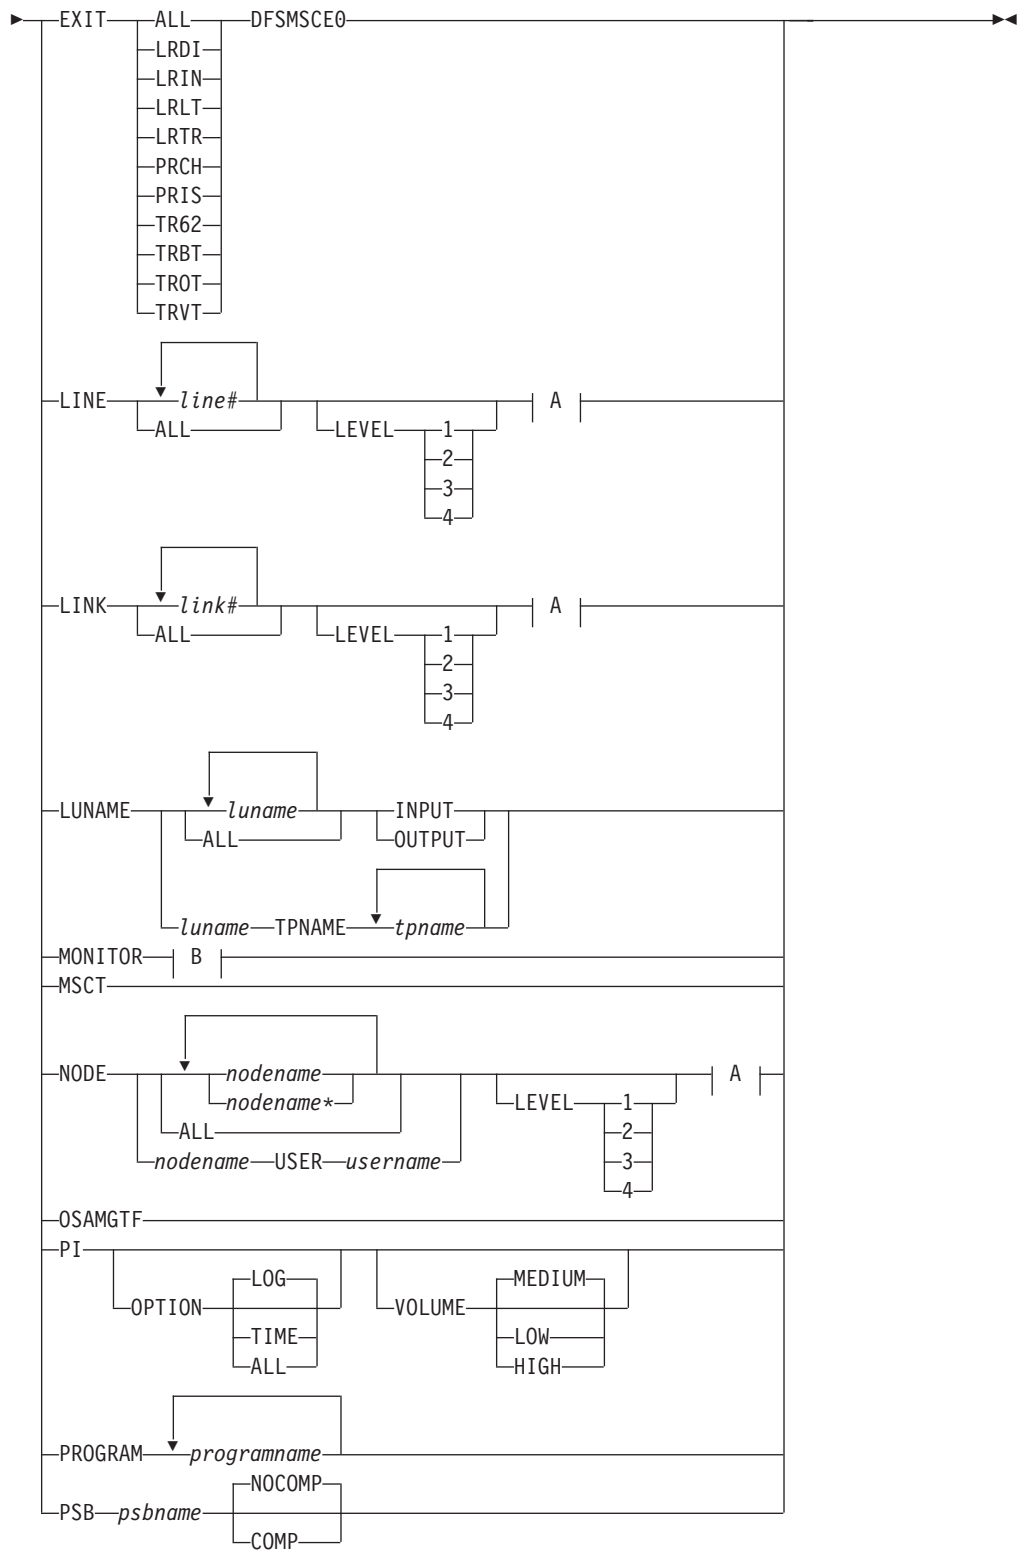 EXIT ALL DFSMSCE0
LRDI
LRIN
LRLT
LRTR
PRCH
PRIS
TR62
TRBT
TROT
TRVT
LINE line# A
ALL LEVEL 1
2
3
4
LINK link# A
ALL LEVEL 1
2
3
4
LUNAME luname INPUT
ALL OUTPUT
luname TPNAME tpname
MONITOR B
MSCT
NODE nodename A
nodename* LEVEL 1
ALL 2
nodename USER username 3
4
OSAMGTF
PI
LOG MEDIUM
OPTION VOLUME
TIME LOW
ALL HIGH
PROGRAM programname
NOCOMP
PSB psbname
COMP